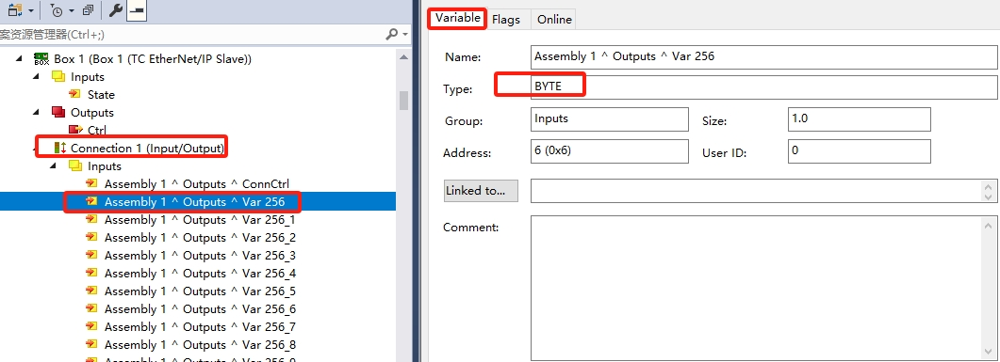 案资源管理器(Ctrl+;)
Box 1 (Box 1 (TC EtherNet/IP Slave))
Inputs
State
Outputs
Ctrl
Connection 1 (Input/Output)
Inputs
Assembly 1 ^ Outputs ^ ConnCtrl
Assembly 1 ^ Outputs ^ Var 256
Assembly 1 ^ Outputs ^ Var 256_1
Assembly 1 ^ Outputs ^ Var 256_2
Assembly 1 ^ Outputs ^ Var 256_3
Assembly 1 ^ Outputs ^ Var 256_4
Assembly 1 ^ Outputs ^ Var 256_5
Assembly 1 ^ Outputs ^ Var 256_6
Assembly 1 ^ Outputs ^ Var 256_7
Assembly 1 ^ Outputs ^ Var 256_8
Assembly 1 ^ Outputs ^ Var 256_9
Variable Flags Online
Name: Assembly 1 ^ Outputs ^ Var 256
Type: BYTE
Group: Inputs Size: 1.0
Address: 6 (0x6) User ID: 0
Linked to...
Comment: